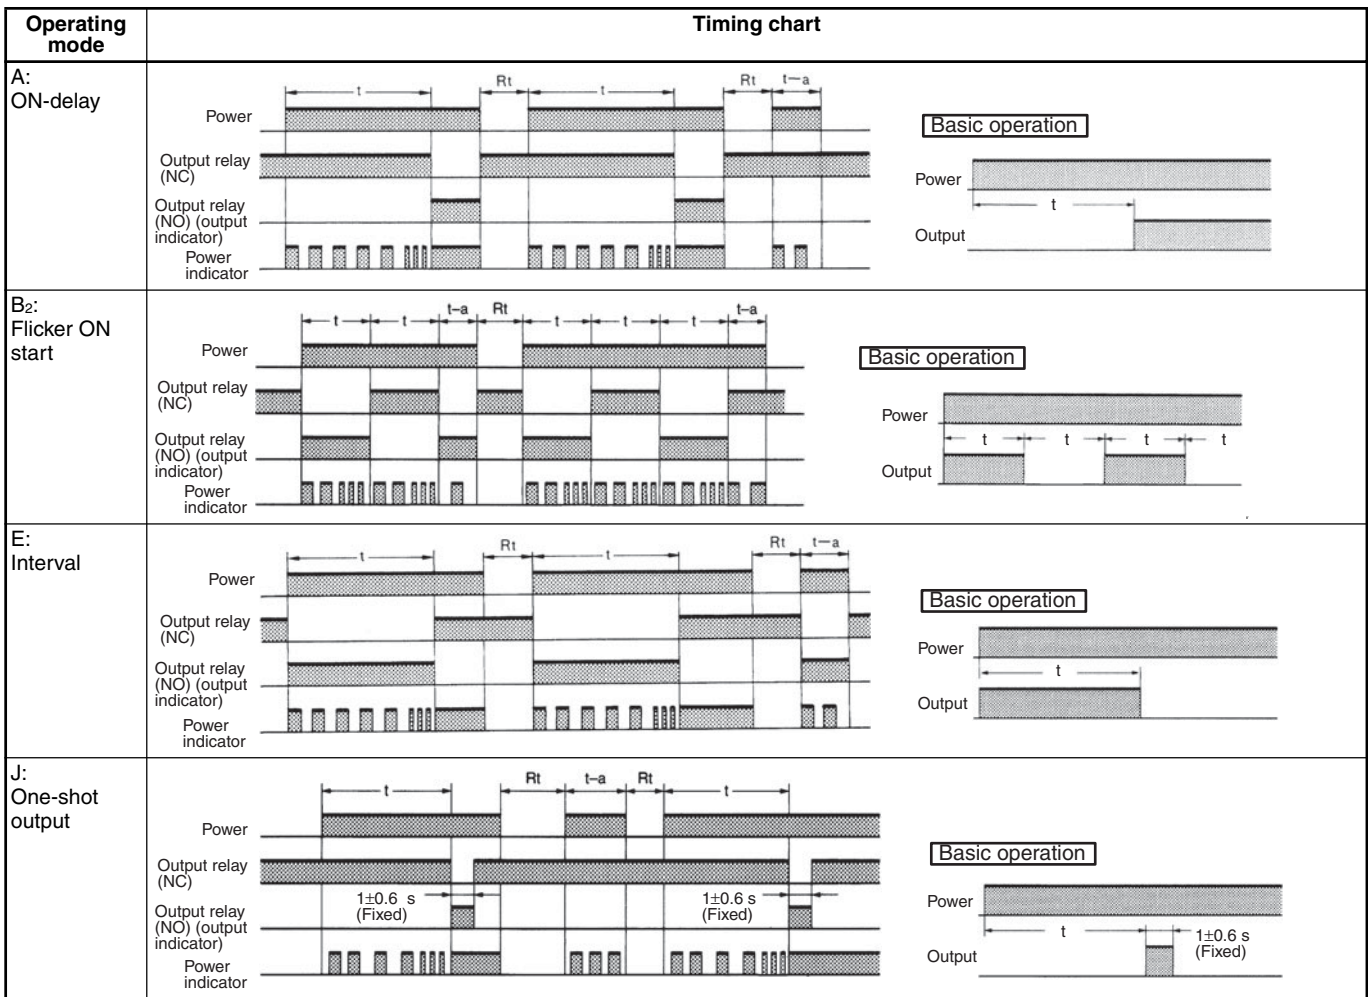 Operating mode
Timing chart
A:
ON-delay
t
Rt
t
Rt
t–a
Power
Output relay
(NC)
Output relay
(NO) (output
indicator)
Power
indicator
Basic operation
Power
t
Output
B2:
Flicker ON
start
t
t
t–a
Rt
t
t
t
t–a
Power
Output relay
(NC)
Output relay
(NO) (output
indicator)
Power
indicator
Basic operation
Power
t
t
t
t
Output
E:
Interval
t
Rt
t
Rt
t–a
Power
Output relay
(NC)
Output relay
(NO) (output
indicator)
Power
indicator
Basic operation
Power
t
Output
J:
One-shot
output
t
Rt
t–a
Rt
t
Power
Output relay
(NC)
1±0.6 s
(Fixed)
1±0.6 s
(Fixed)
Output relay
(NO) (output
indicator)
Power
indicator
Basic operation
Power
t
1±0.6 s
(Fixed)
Output